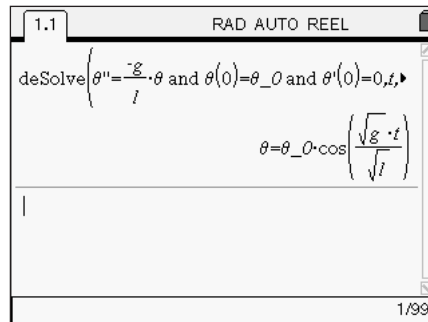 1.1 RAD AUTO REEL
deSolve(θ''=-g/l·θ and θ(0)=θ_0 and θ'(0)=0,t,▸
θ=θ_0·cos(√g·t/√l)
1/99